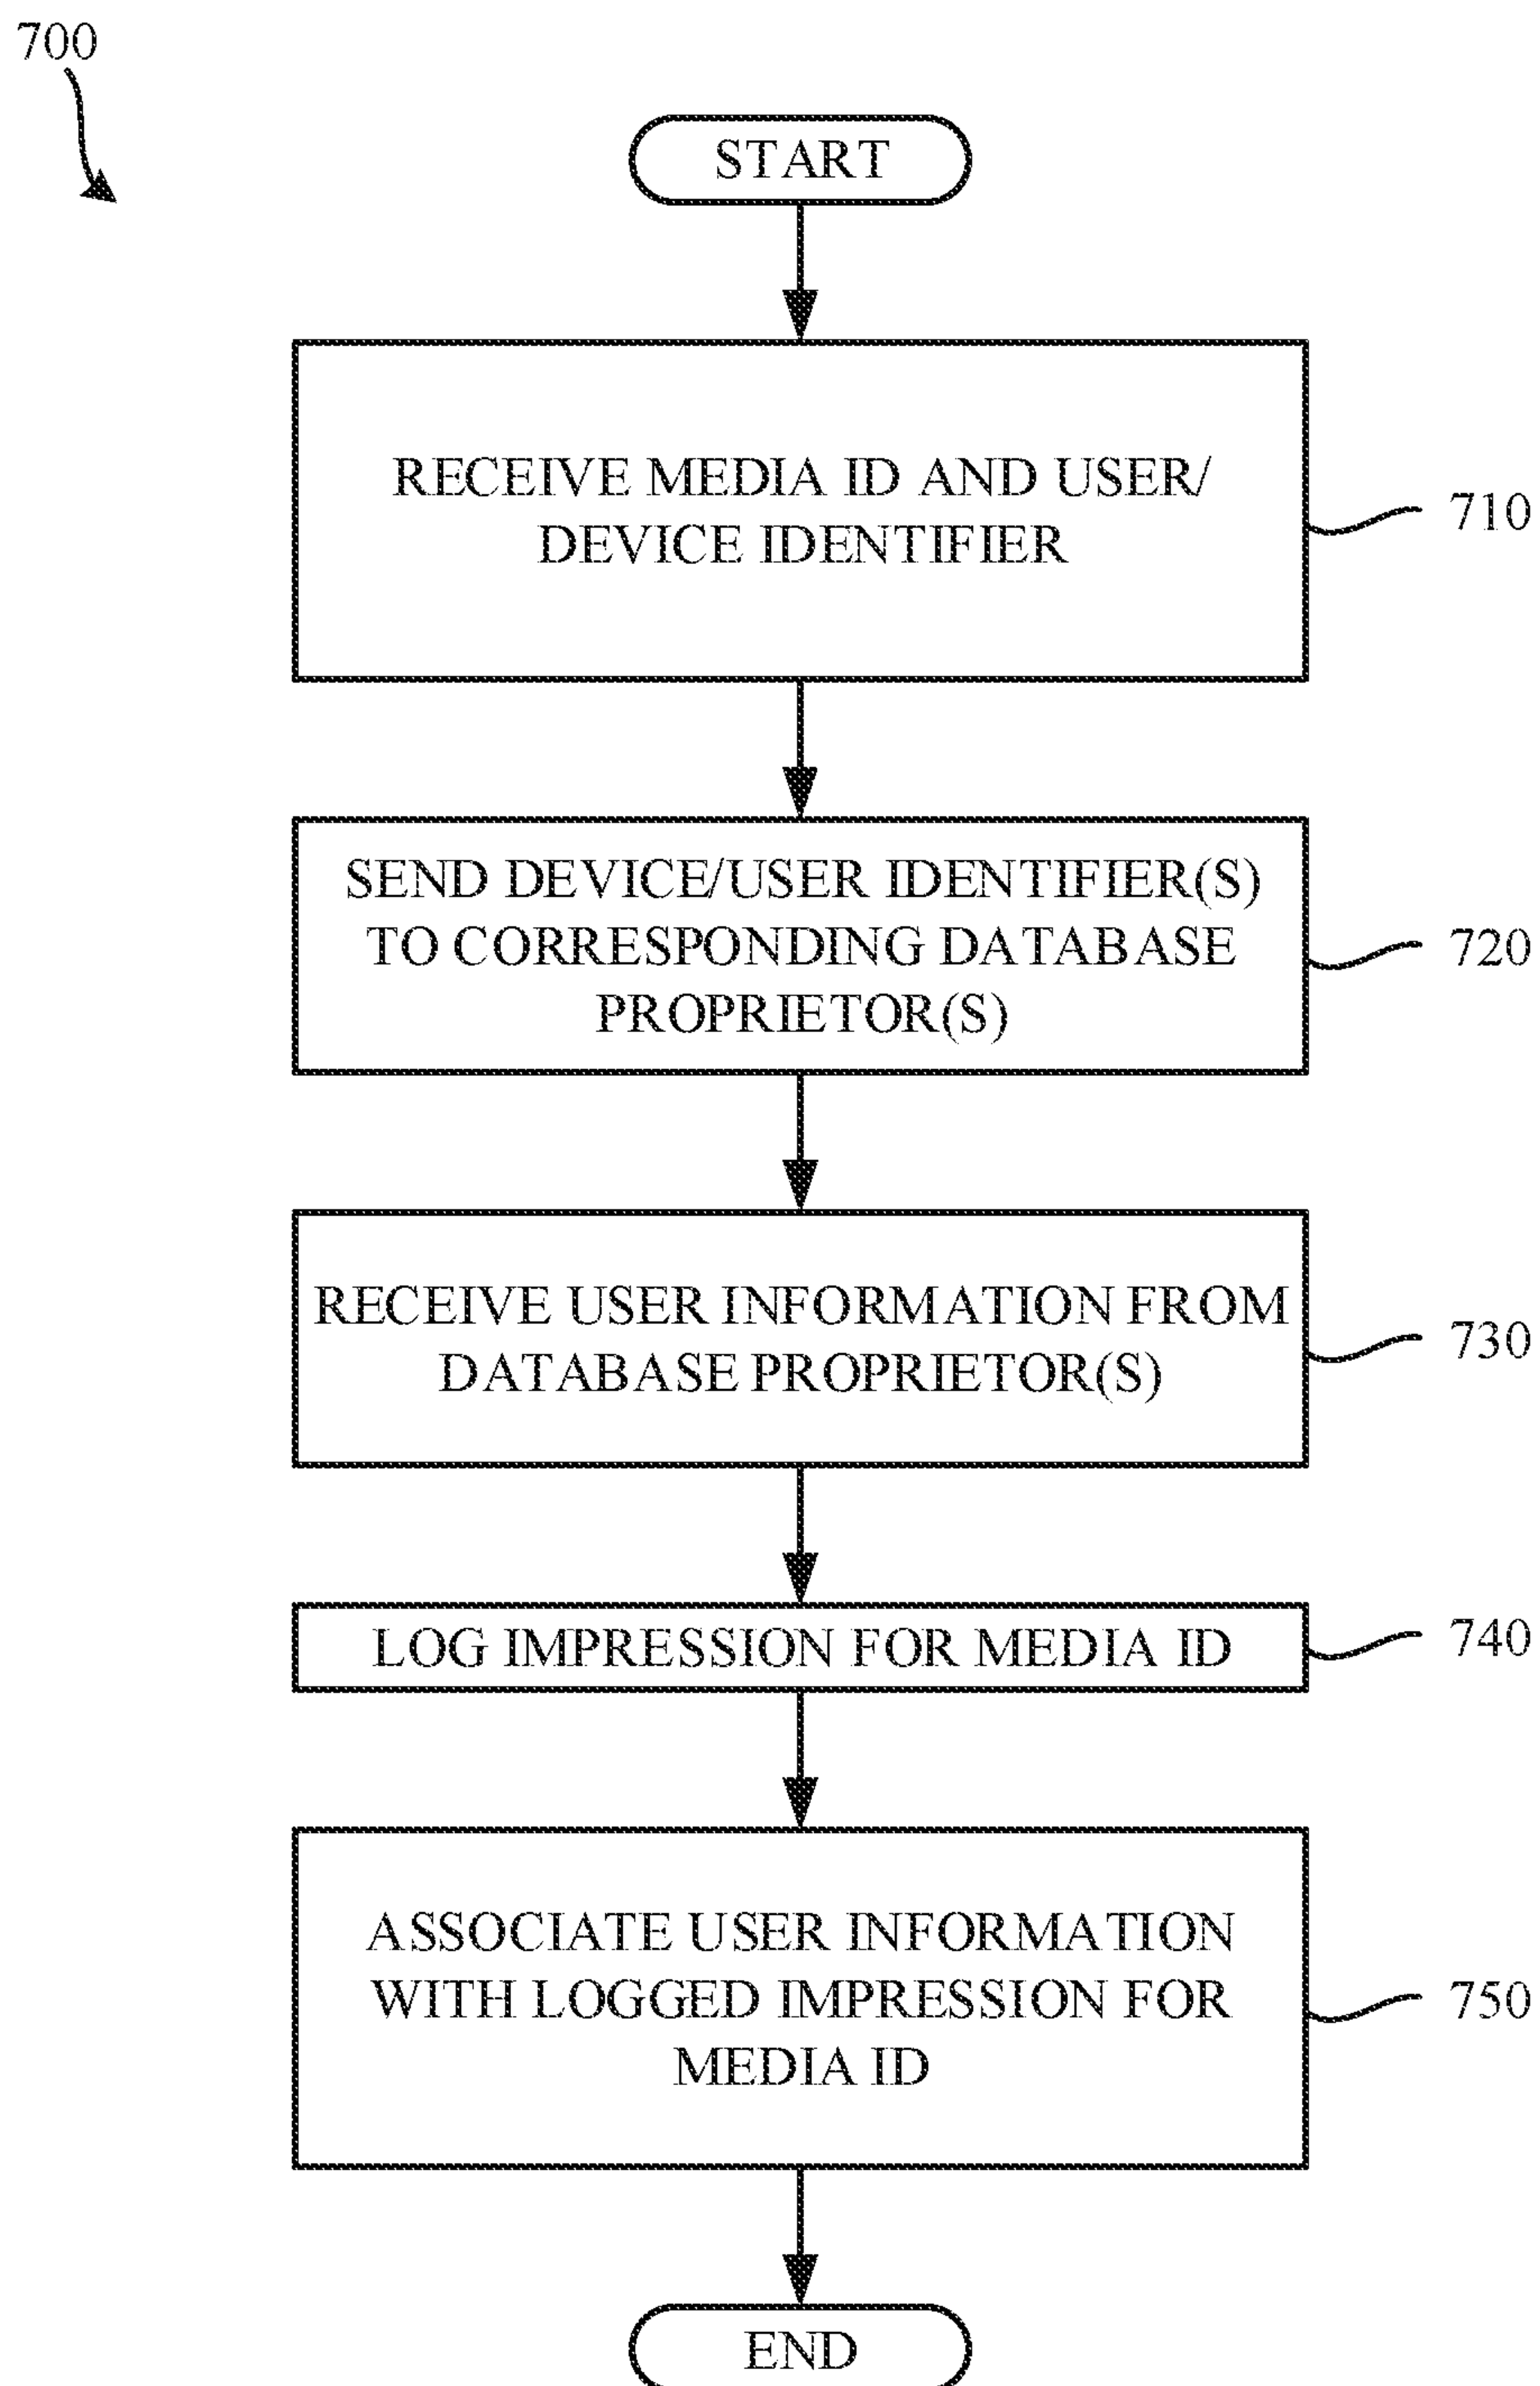 700
START
RECEIVE MEDIA ID AND USER/
DEVICE IDENTIFIER
710
SEND DEVICE/USER IDENTIFIER(S)
TO CORRESPONDING DATABASE
PROPRIETOR(S)
720
RECEIVE USER INFORMATION FROM
DATABASE PROPRIETOR(S)
730
LOG IMPRESSION FOR MEDIA ID
740
ASSOCIATE USER INFORMATION
WITH LOGGED IMPRESSION FOR
MEDIA ID
750
END